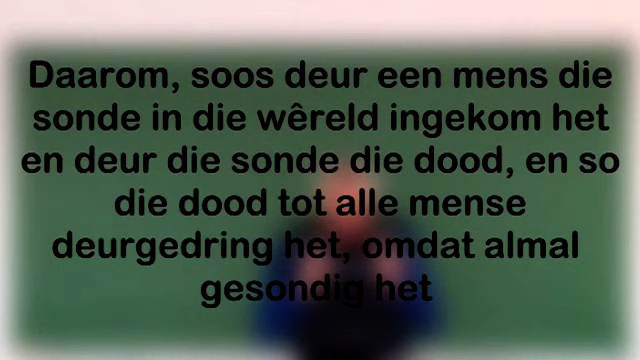 Daarom, soos deur een mens die
sonde in die wêreld ingekom het
en deur die sonde die dood, en so
die dood tot alle mense
deurgedring het, omdat almal
gesondig het